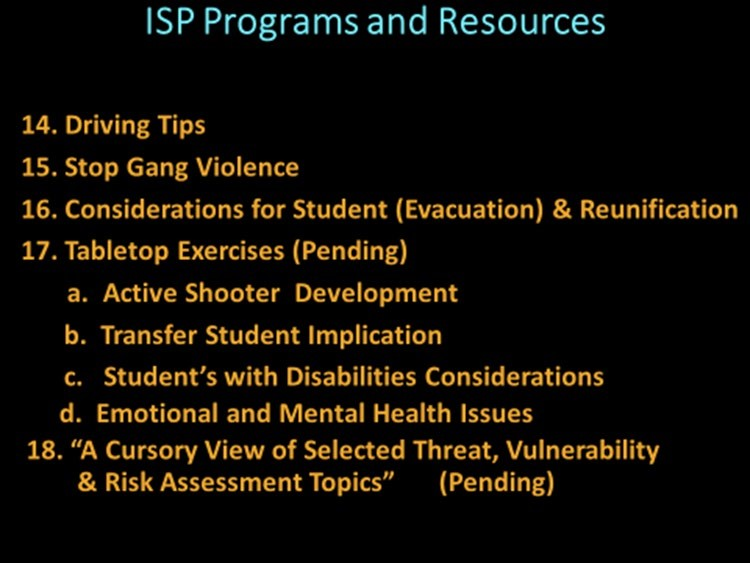 ISP Programs and Resources
14. Driving Tips
15. Stop Gang Violence
16. Considerations for Student (Evacuation) & Reunification
17. Tabletop Exercises (Pending)
a. Active Shooter Development
b. Transfer Student Implication
c. Student’s with Disabilities Considerations
d. Emotional and Mental Health Issues
18. “A Cursory View of Selected Threat, Vulnerability
& Risk Assessment Topics” (Pending)